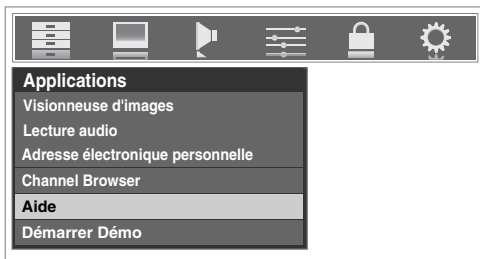 Applications
Visionneuse d'images
Lecture audio
Adresse électronique personnelle
Channel Browser
Aide
Démarrer Démo